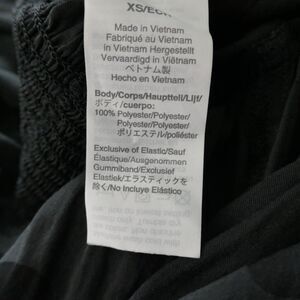 XS/ECH
Made in Vietnam
Fabriqué au Vietnam
in Vietnam Hergestellt
Vervaardigd in Viëtnam
ベトナム製
Hecho en Vietnam
Body/Corps/Hauptteil/Lijf/
ボディ/cuerpo:
100% Polyester/Polyester/
Polyester/Polyester/
ポリエステル/poliéster
Exclusive of Elastic/Sauf
Élastique/Ausgenommen
Gummiband/Exclusief
Elastiek/エラスティックを
除く/No Incluye Elástico